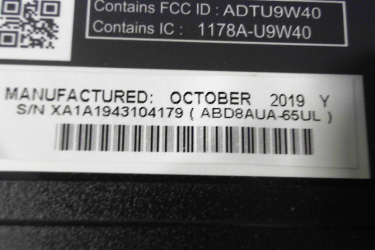 Contains FCC ID : ADTU9W40
Contains IC : 1178A-U9W40
MANUFACTURED: OCTOBER 2019 Y
S/N XA1A1943104179 ( ABD8AUA-65UL )